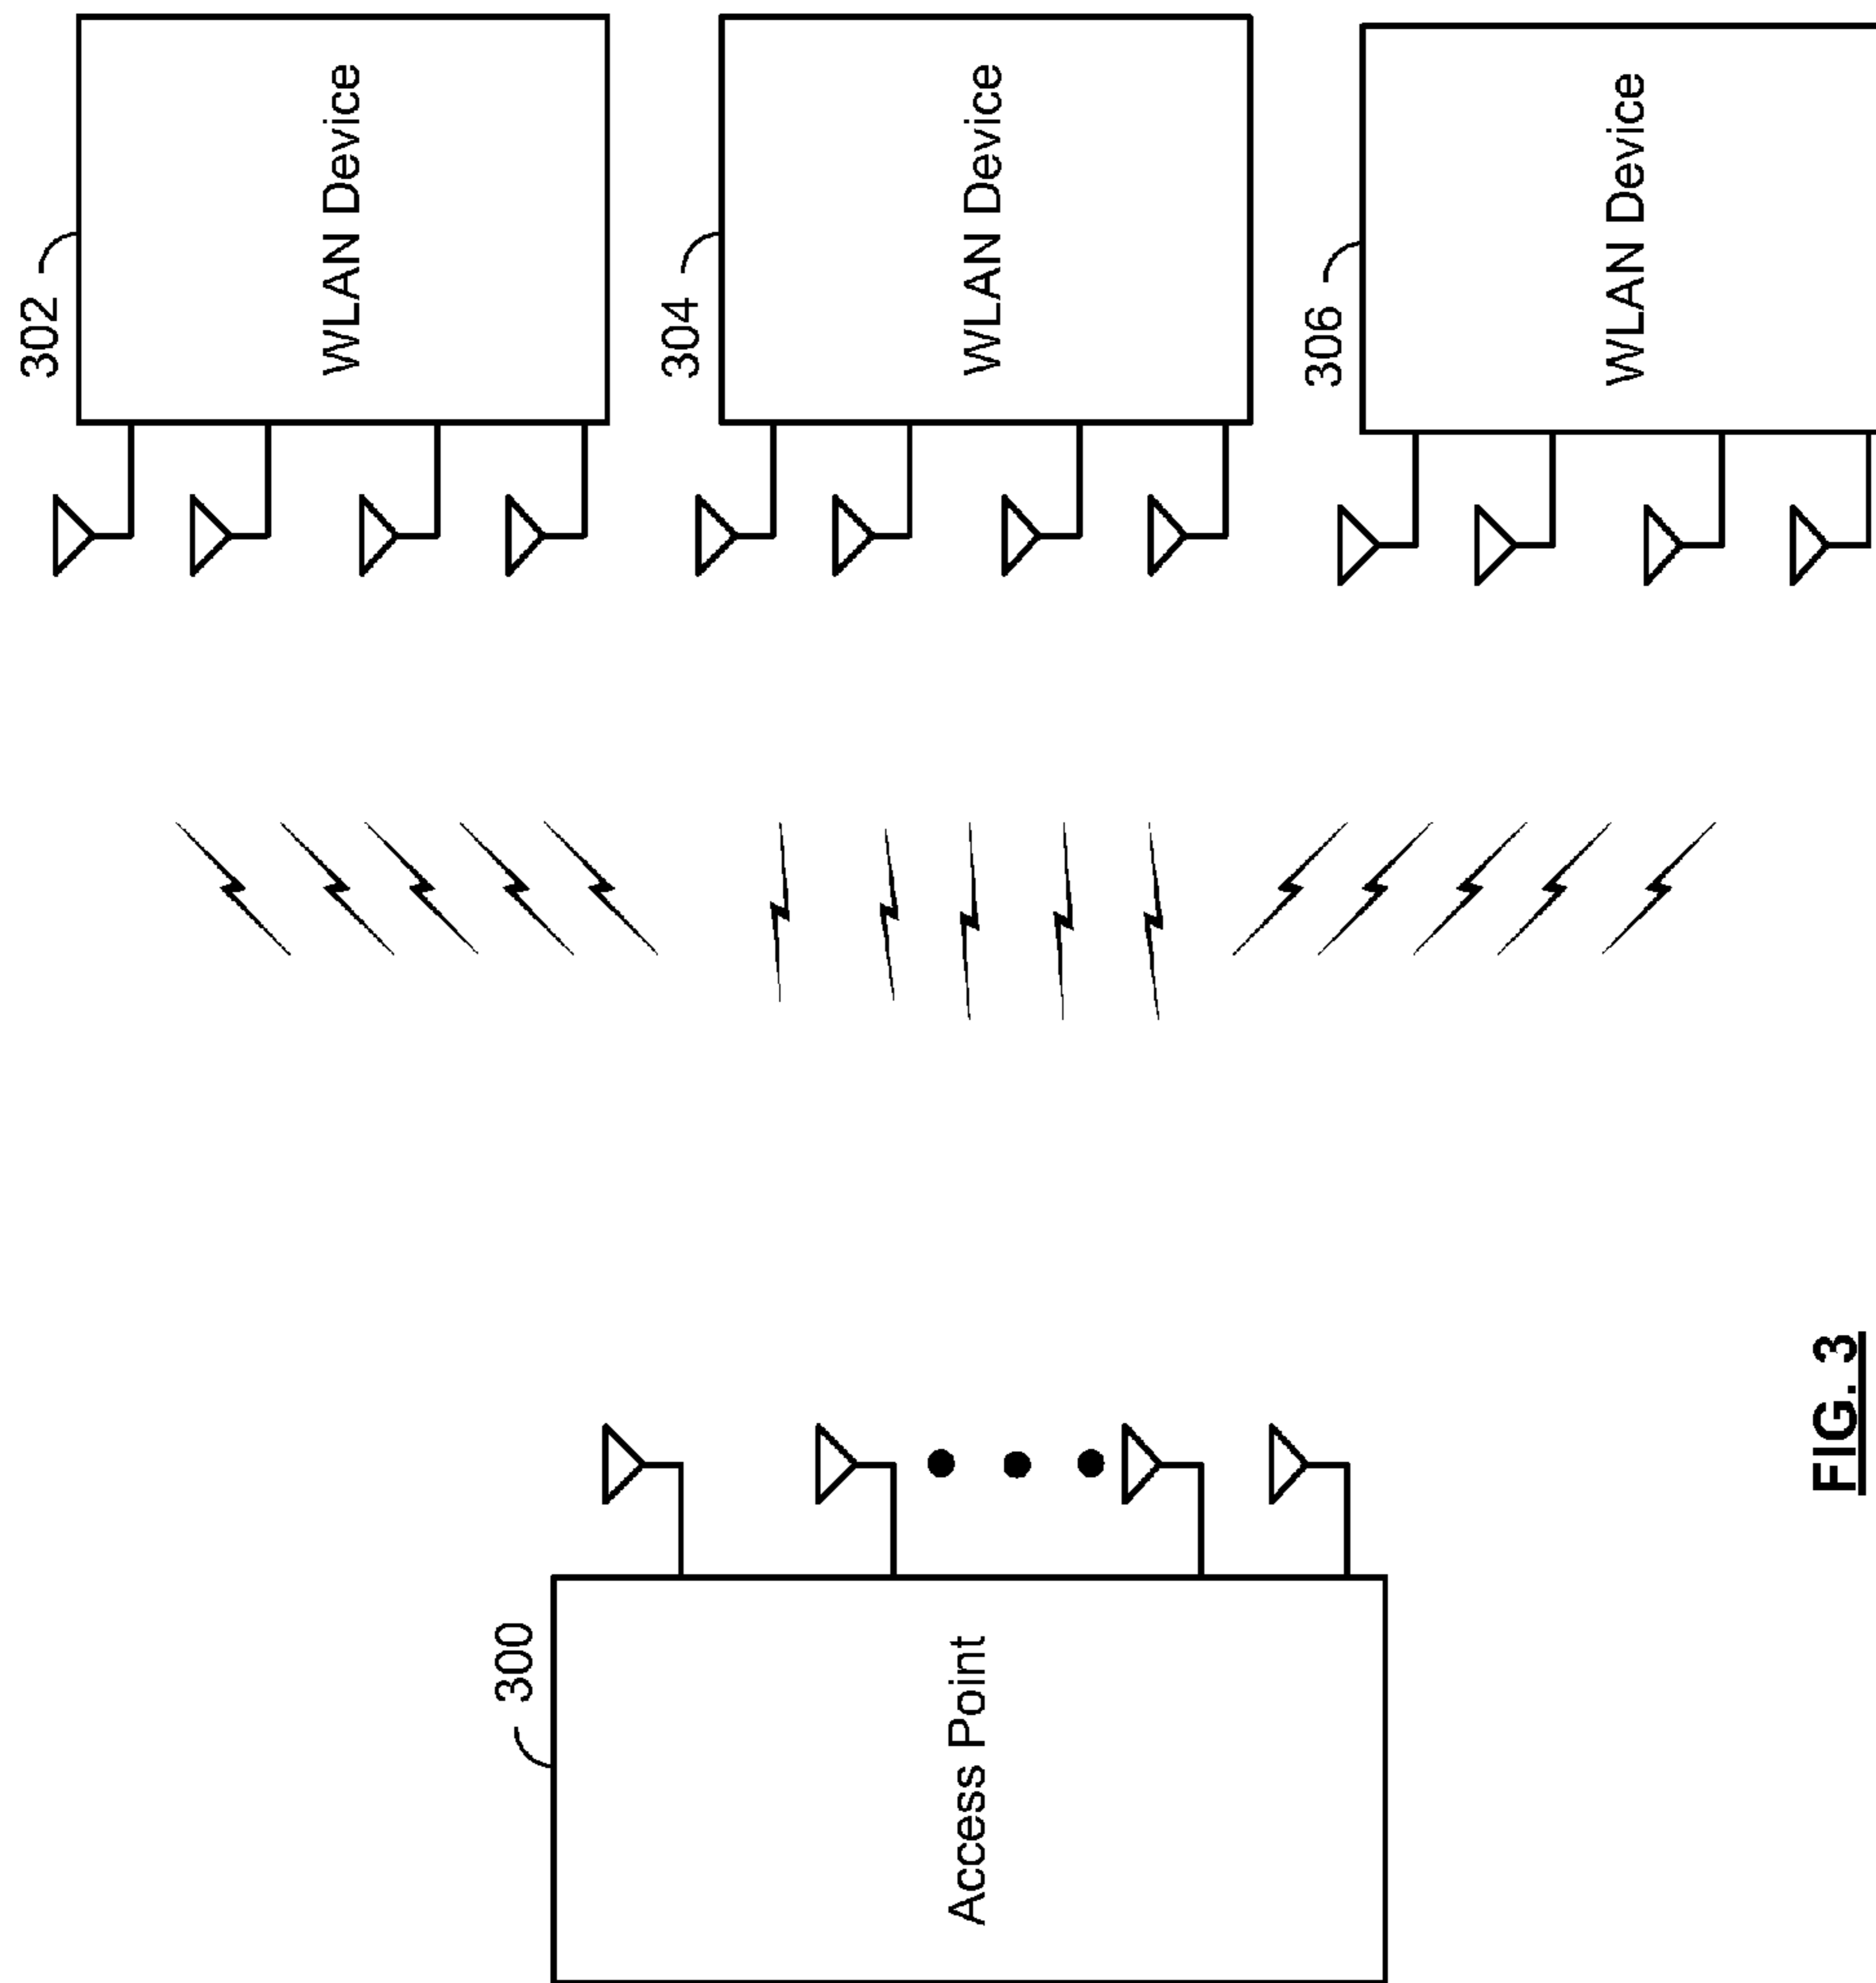 302
WLAN Device
304
WLAN Device
306
WLAN Device
300
Access Point
FIG. 3